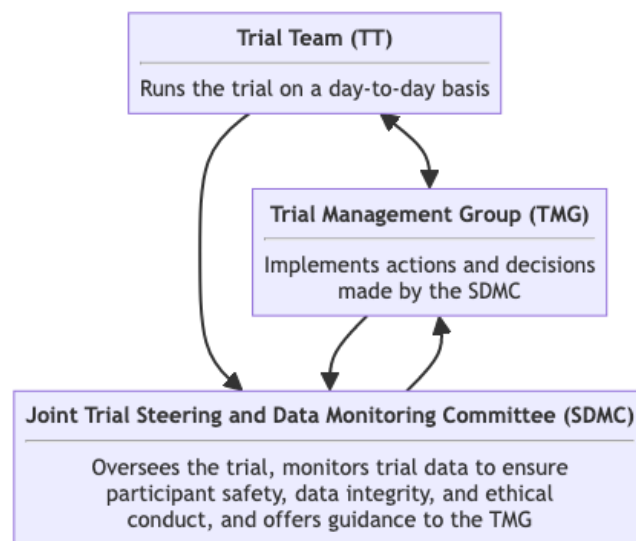 Trial Team (TT)
Runs the trial on a day-to-day basis
Trial Management Group (TMG)
Implements actions and decisions
made by the SDMC
Joint Trial Steering and Data Monitoring Committee (SDMC)
Oversees the trial, monitors trial data to ensure
participant safety, data integrity, and ethical
conduct, and offers guidance to the TMG